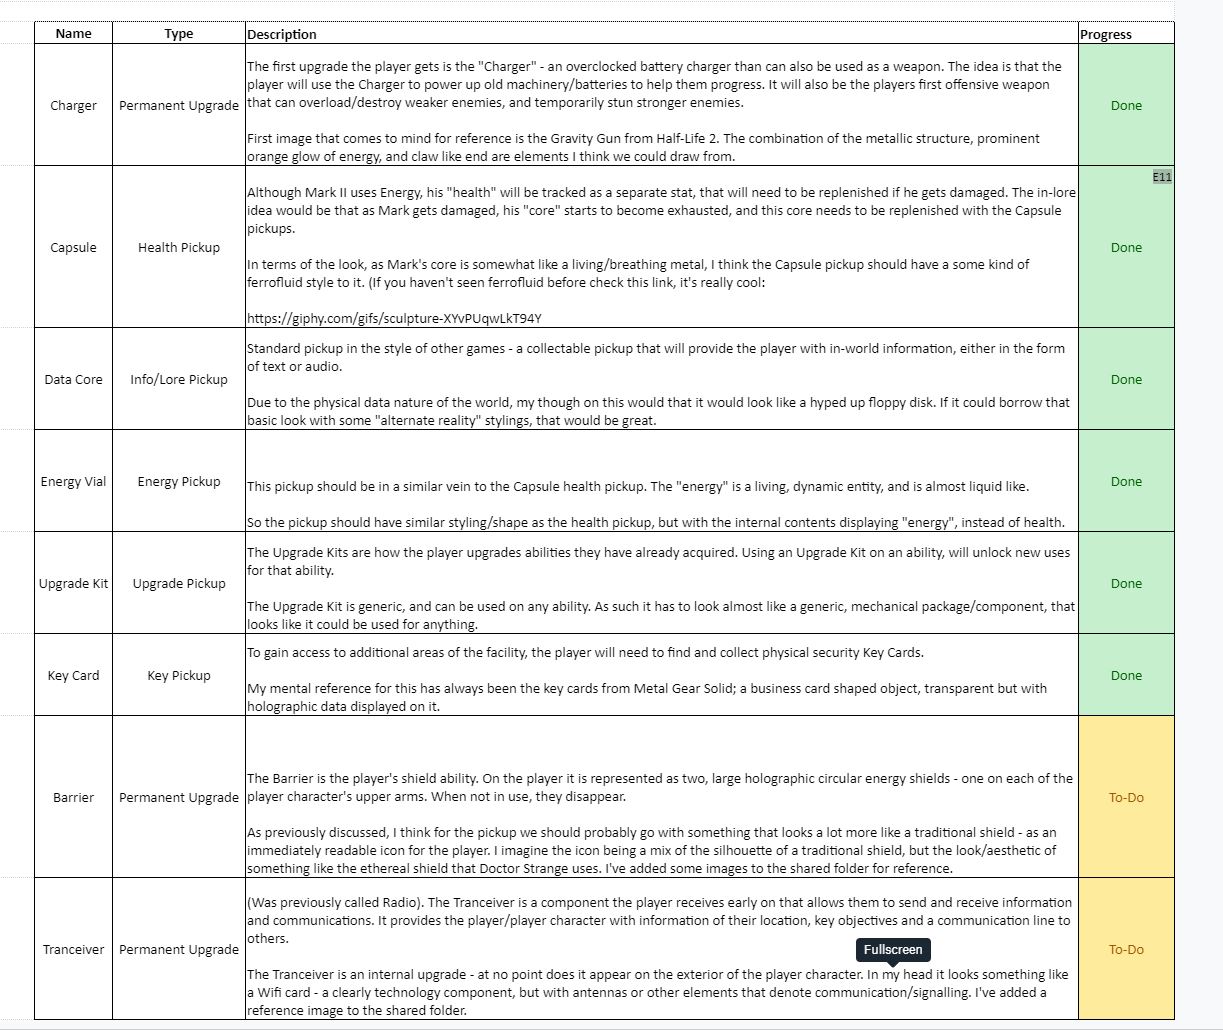 Name Type Description Progress
The first upgrade the player gets is the "Charger" - an overclocked battery charger than can also be used as a weapon. The idea is that the
player will use the Charger to power up old machinery/batteries to help them progress. It will also be the players first offensive weapon
Charger Permanent Upgrade that can overload/destroy weaker enemies, and temporarily stun stronger enemies. Done
First image that comes to mind for reference is the Gravity Gun from Half-Life 2. The combination of the metallic structure, prominent
orange glow of energy, and claw like end are elements I think we could draw from.
E11
Although Mark II uses Energy, his "health" will be tracked as a separate stat, that will need to be replenished if he gets damaged. The in-lore
idea would be that as Mark gets damaged, his "core" starts to become exhausted, and this core needs to be replenished with the Capsule
pickups.
Capsule Health Pickup Done
In terms of the look, as Mark's core is somewhat like a living/breathing metal, I think the Capsule pickup should have a some kind of
ferrofluid style to it. (If you haven't seen ferrofluid before check this link, it's really cool:
https://giphy.com/gifs/sculpture-XYvPUqwLkT94Y
Standard pickup in the style of other games - a collectable pickup that will provide the player with in-world information, either in the form
of text or audio.
Data Core Info/Lore Pickup Done
Due to the physical data nature of the world, my though on this would that it would look like a hyped up floppy disk. If it could borrow that
basic look with some "alternate reality" stylings, that would be great.
Energy Vial Energy Pickup Done
This pickup should be in a similar vein to the Capsule health pickup. The "energy" is a living, dynamic entity, and is almost liquid like.
So the pickup should have similar styling/shape as the health pickup, but with the internal contents displaying "energy", instead of health.
The Upgrade Kits are how the player upgrades abilities they have already acquired. Using an Upgrade Kit on an ability, will unlock new uses
for that ability.
Upgrade Kit Upgrade Pickup Done
The Upgrade Kit is generic, and can be used on any ability. As such it has to look almost like a generic, mechanical package/component, that
looks like it could be used for anything.
To gain access to additional areas of the facility, the player will need to find and collect physical security Key Cards.
Key Card Key Pickup Done
My mental reference for this has always been the key cards from Metal Gear Solid; a business card shaped object, transparent but with
holographic data displayed on it.
The Barrier is the player's shield ability. On the player it is represented as two, large holographic circular energy shields - one on each of the
Barrier Permanent Upgrade player character's upper arms. When not in use, they disappear. To-Do
As previously discussed, I think for the pickup we should probably go with something that looks a lot more like a traditional shield - as an
immediately readable icon for the player. I imagine the icon being a mix of the silhouette of a traditional shield, but the look/aesthetic of
something like the ethereal shield that Doctor Strange uses. I've added some images to the shared folder for reference.
(Was previously called Radio). The Tranceiver is a component the player receives early on that allows them to send and receive information
and communications. It provides the player/player character with information of their location, key objectives and a communication line to
others.
Tranceiver Permanent Upgrade Fullscreen To-Do
The Tranceiver is an internal upgrade - at no point does it appear on the exterior of the player character. In my head it looks something like
a Wifi card - a clearly technology component, but with antennas or other elements that denote communication/signalling. I've added a
reference image to the shared folder.